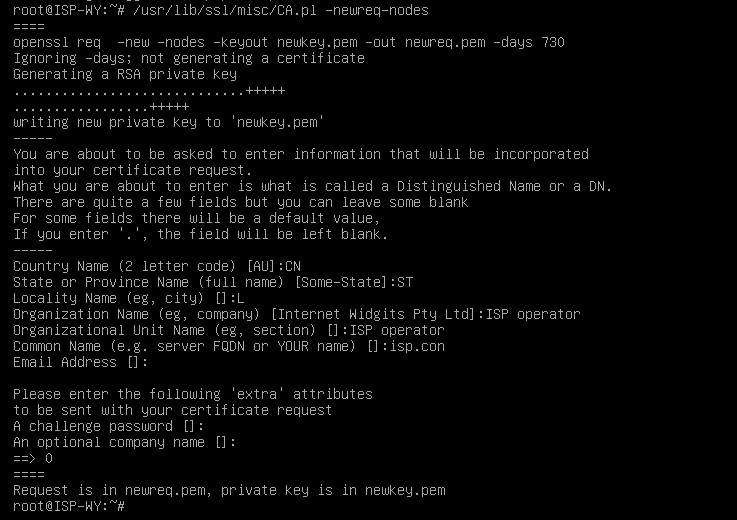 root@ISP-WY:~# /usr/lib/ssl/misc/CA.pl -newreq-nodes
====
openssl req  -new -nodes -keyout newkey.pem -out newreq.pem -days 730
Ignoring -days; not generating a certificate
Generating a RSA private key
.............................+++++
.................+++++
writing new private key to 'newkey.pem'
-----
You are about to be asked to enter information that will be incorporated
into your certificate request.
What you are about to enter is what is called a Distinguished Name or a DN.
There are quite a few fields but you can leave some blank
For some fields there will be a default value,
If you enter '.', the field will be left blank.
-----
Country Name (2 letter code) [AU]:CN
State or Province Name (full name) [Some-State]:ST
Locality Name (eg, city) []:L
Organization Name (eg, company) [Internet Widgits Pty Ltd]:ISP operator
Organizational Unit Name (eg, section) []:ISP operator
Common Name (e.g. server FQDN or YOUR name) []:isp.con
Email Address []:

Please enter the following 'extra' attributes
to be sent with your certificate request
A challenge password []:
An optional company name []:
==> 0
====
Request is in newreq.pem, private key is in newkey.pem
root@ISP-WY:~#